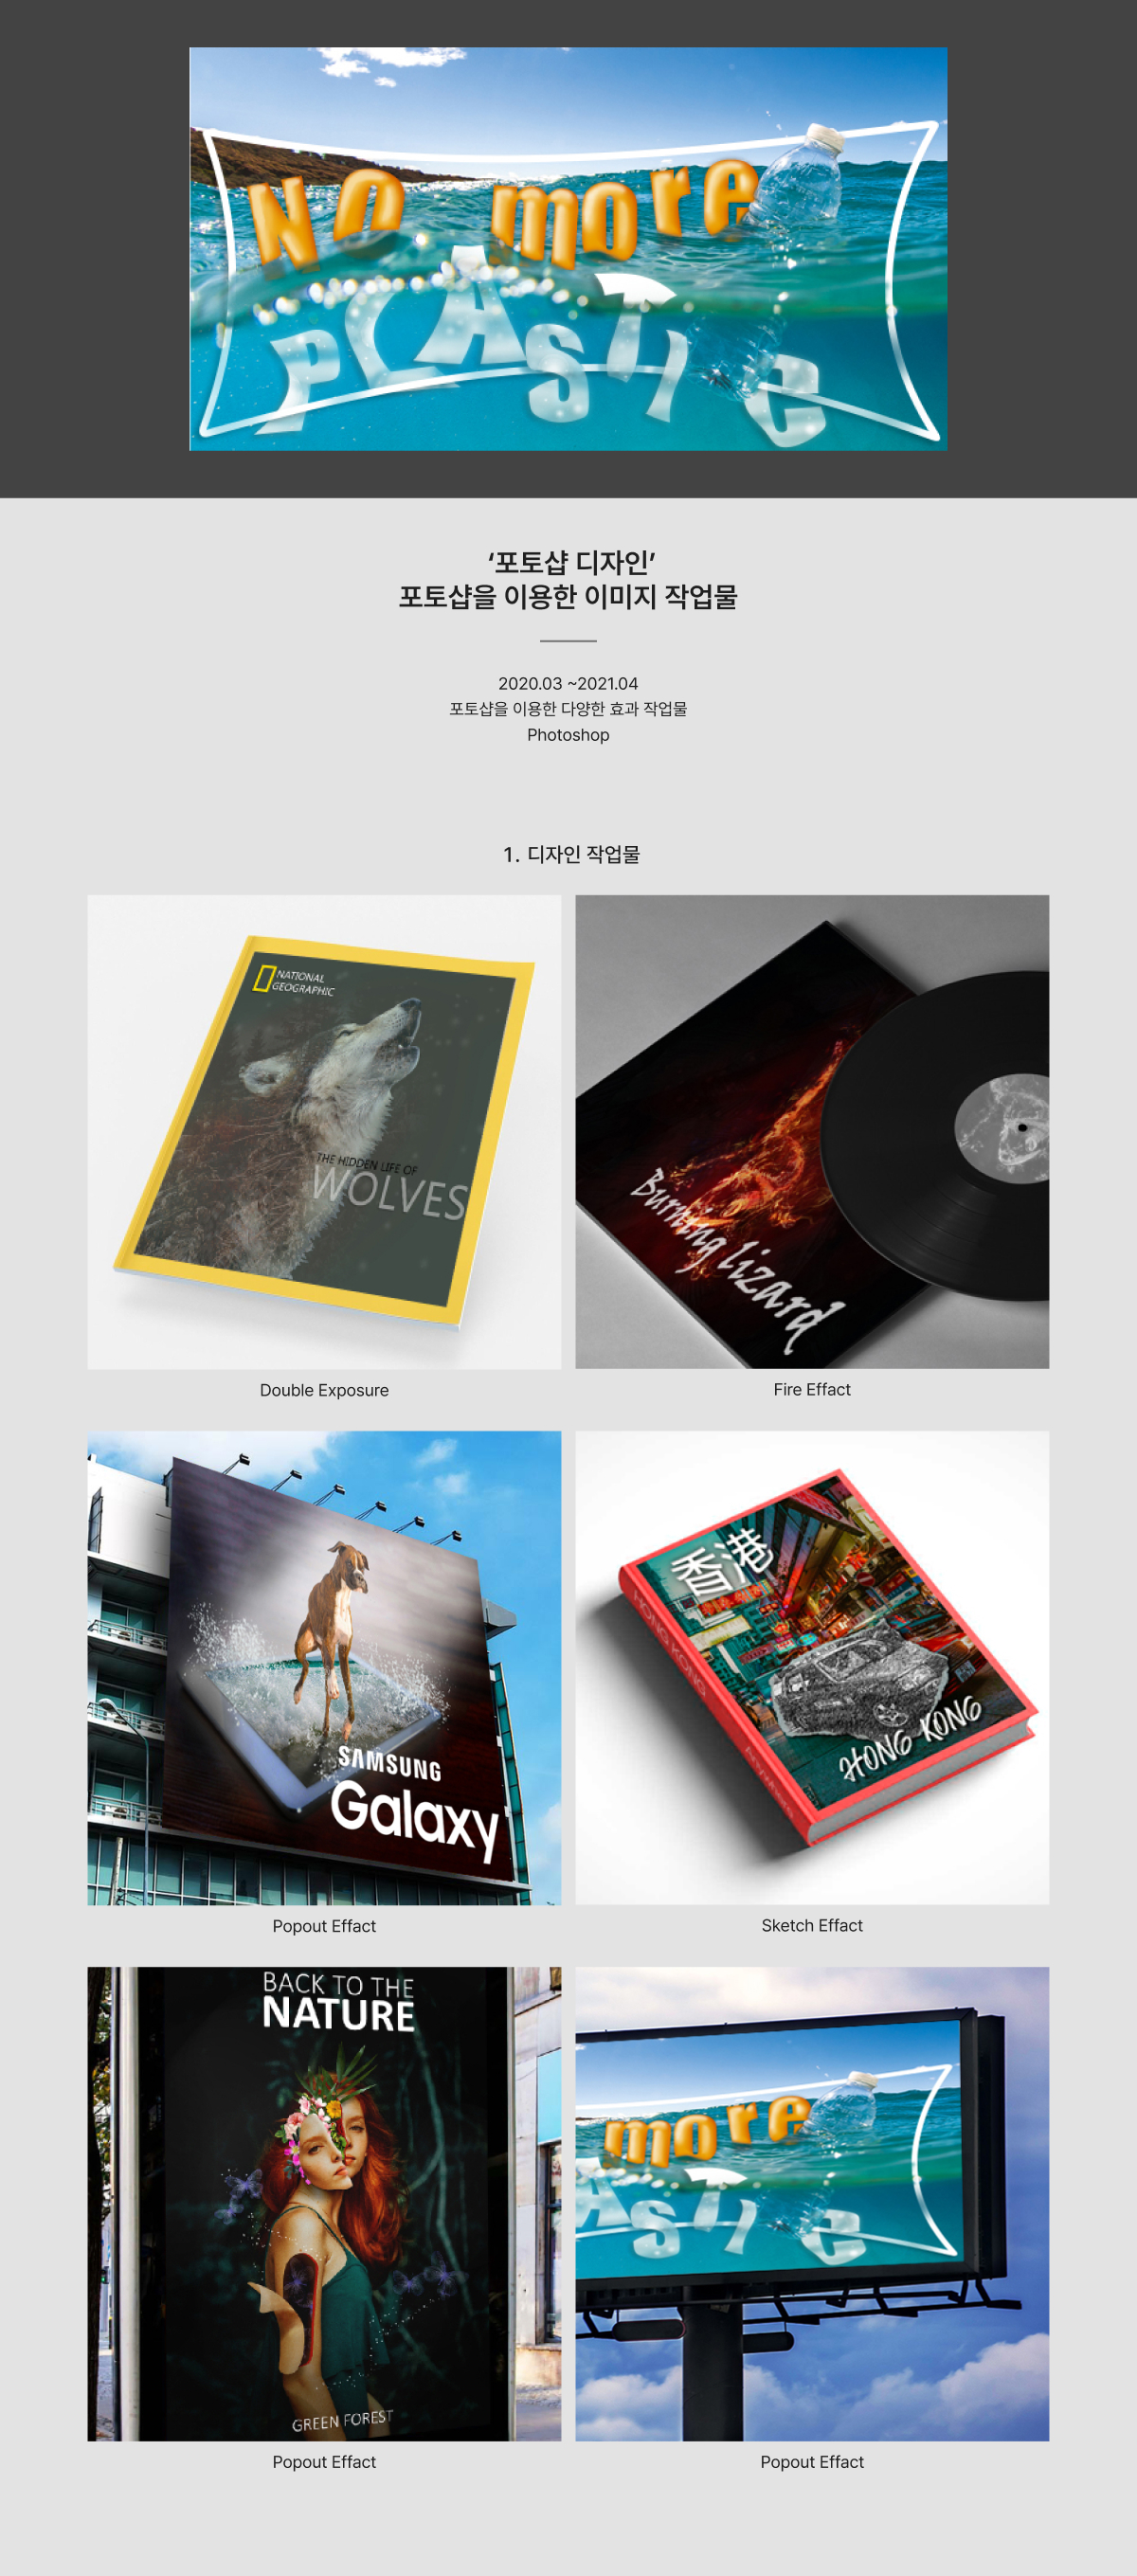 No more
PLASTIC
‘포토샵 디자인’
포토샵을 이용한 이미지 작업물
2020.03 ~2021.04
포토샵을 이용한 다양한 효과 작업물
Photoshop
1. 디자인 작업물
NATIONAL
GEOGRAPHIC
THE HIDDEN LIFE OF
WOLVES
Burning lizard
Double Exposure
Fire Effact
SAMSUNG
Galaxy
香港
HONG KONG
HONG KONG
Popout Effact
Sketch Effact
BACK TO THE
NATURE
GREEN FOREST
more
ASTIC
Popout Effact
Popout Effact